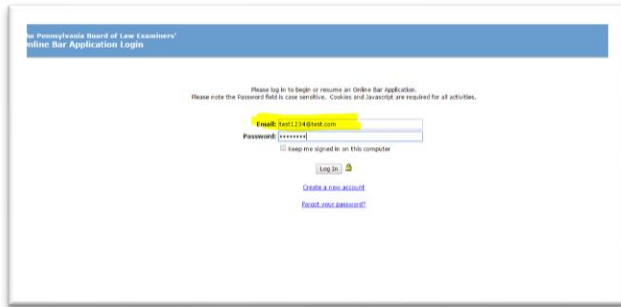 he Pennsylvania Board of Law Examiners'
nline Bar Application Login
Please log in to begin or resume an Online Bar Application.
Please note the Password field is case sensitive. Cookies and Javascript are required for all activities.
Email: test1234@test.com
Password: ••••••••
Keep me signed in on this computer
Log In
Create a new account
Forgot your password?